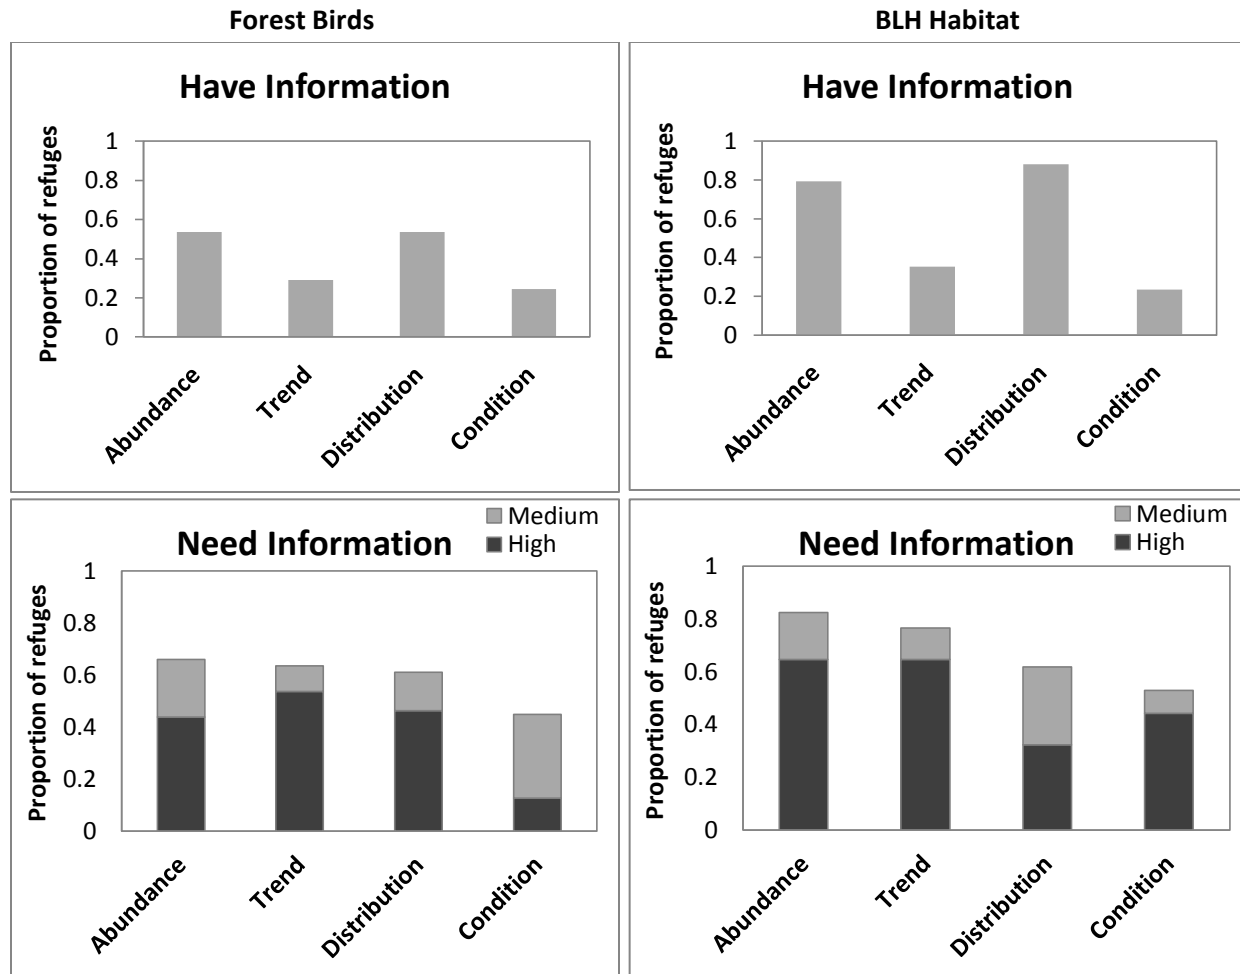 Forest Birds
BLH Habitat
Have Information
Proportion of refuges
1
0.8
0.6
0.4
0.2
0
Abundance
Trend
Distribution
Condition
Have Information
Proportion of refuges
1
0.8
0.6
0.4
0.2
0
Abundance
Trend
Distribution
Condition
Need Information
Medium
High
Proportion of refuges
1
0.8
0.6
0.4
0.2
0
Abundance
Trend
Distribution
Condition
Need Information
Medium
High
Proportion of refuges
1
0.8
0.6
0.4
0.2
0
Abundance
Trend
Distribution
Condition